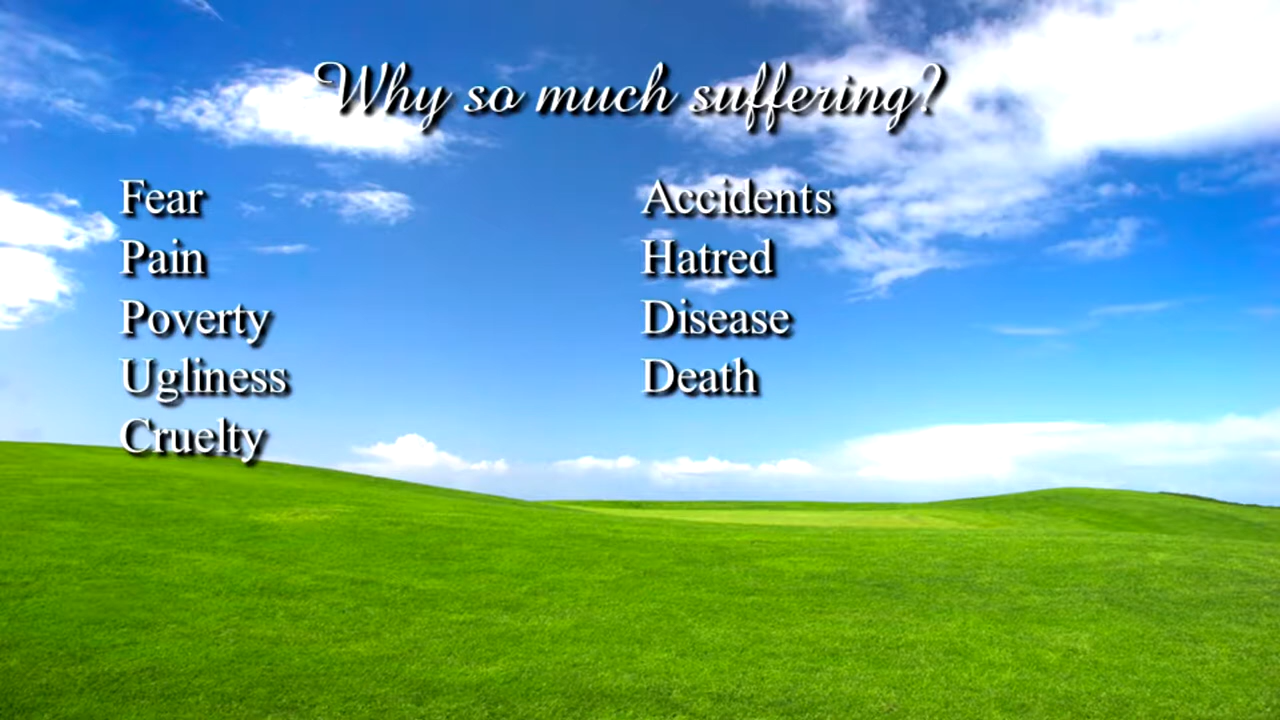 Why so much suffering?
Fear
Pain
Poverty
Ugliness
Cruelty
Accidents
Hatred
Disease
Death